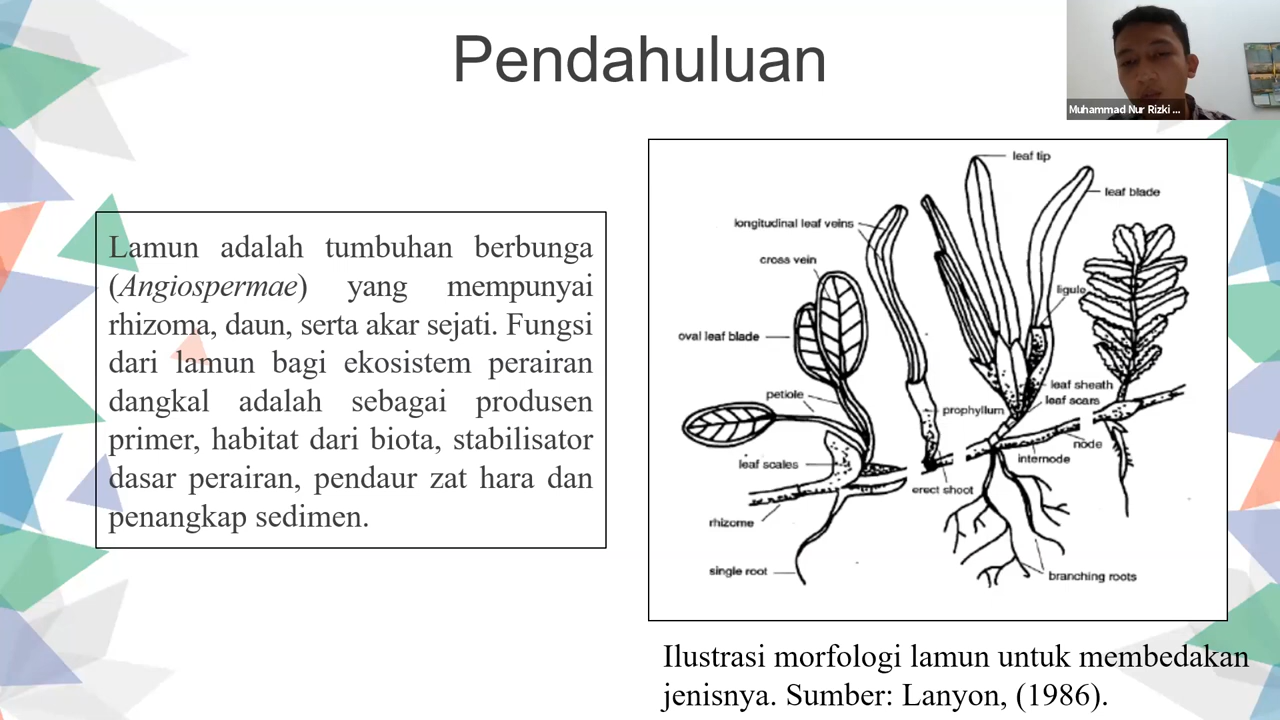 Pendahuluan
Muhammad Nur Rizki ...
Lamun adalah tumbuhan berbunga
(Angiospermae) yang mempunyai
rhizoma, daun, serta akar sejati. Fungsi
dari lamun bagi ekosistem perairan
dangkal adalah sebagai produsen
primer, habitat dari biota, stabilisator
dasar perairan, pendaur zat hara dan
penangkap sedimen.
leaf tip
leaf blade
longitudinal leaf veins
cross vein
ligule
oval leaf blade
leaf sheath
petiole
leaf scars
prophyllum
node
leaf scales
internode
erect shoot
rhizome
single root
branching roots
Ilustrasi morfologi lamun untuk membedakan
jenisnya. Sumber: Lanyon, (1986).